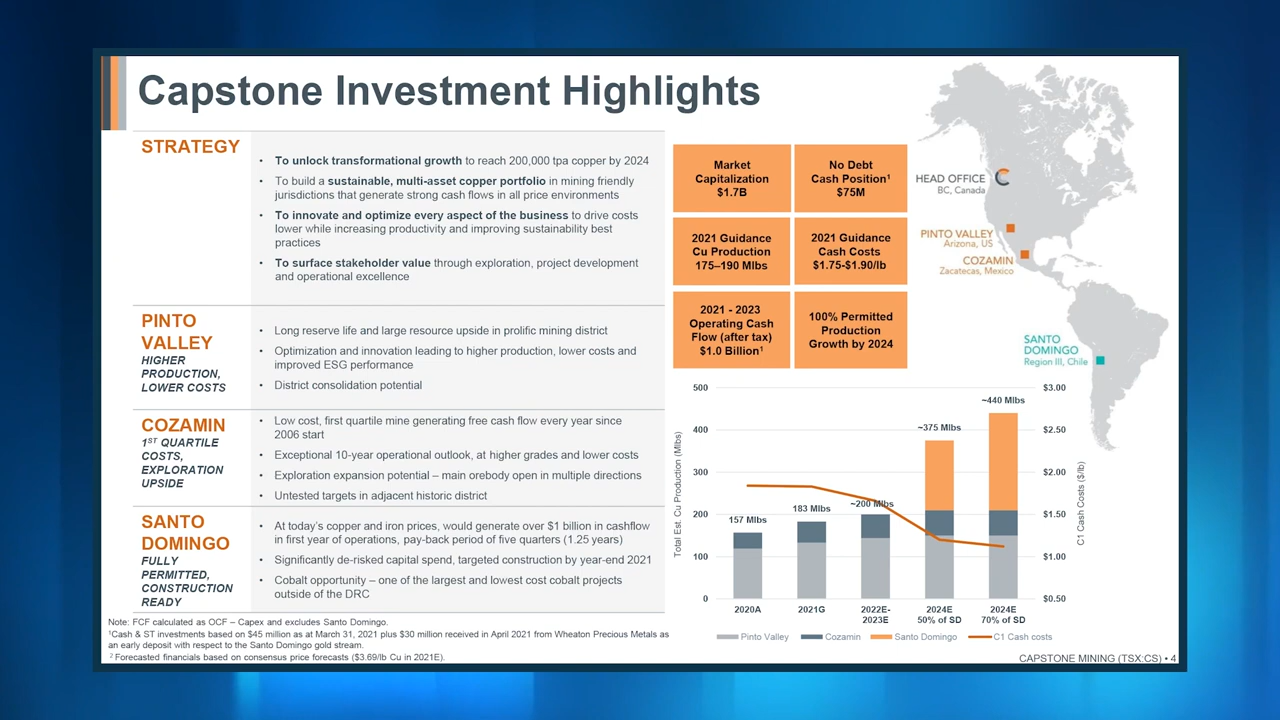 Capstone Investment Highlights
STRATEGY
• To unlock transformational growth to reach 200,000 tpa copper by 2024
• To build a sustainable, multi-asset copper portfolio in mining friendly
jurisdictions that generate strong cash flows in all price environments
• To innovate and optimize every aspect of the business to drive costs
lower while increasing productivity and improving sustainability best
practices
• To surface stakeholder value through exploration, project development
and operational excellence
PINTO
VALLEY
HIGHER
PRODUCTION,
LOWER COSTS
• Long reserve life and large resource upside in prolific mining district
• Optimization and innovation leading to higher production, lower costs and
improved ESG performance
• District consolidation potential
COZAMIN
1ST QUARTILE
COSTS,
EXPLORATION
UPSIDE
• Low cost, first quartile mine generating free cash flow every year since
2006 start
• Exceptional 10-year operational outlook, at higher grades and lower costs
• Exploration expansion potential – main orebody open in multiple directions
• Untested targets in adjacent historic district
SANTO
DOMINGO
FULLY
PERMITTED,
CONSTRUCTION
READY
• At today's copper and iron prices, would generate over $1 billion in cashflow
in first year of operations, pay-back period of five quarters (1.25 years)
• Significantly de-risked capital spend, targeted construction by year-end 2021
• Cobalt opportunity – one of the largest and lowest cost cobalt projects
outside of the DRC
Note: FCF calculated as OCF – Capex and excludes Santo Domingo.
1Cash & ST investments based on $45 million as at March 31, 2021 plus $30 million received in April 2021 from Wheaton Precious Metals as
an early deposit with respect to the Santo Domingo gold stream.
2 Forecasted financials based on consensus price forecasts ($3.69/lb Cu in 2021E).
Market
Capitalization
$1.7B
No Debt
Cash Position1
$75M
2021 Guidance
Cu Production
175–190 Mlbs
2021 Guidance
Cash Costs
$1.75-$1.90/lb
2021 - 2023
Operating Cash
Flow (after tax)
$1.0 Billion1
100% Permitted
Production
Growth by 2024
HEAD OFFICE
BC, Canada
PINTO VALLEY
Arizona, US
COZAMIN
Zacatecas, Mexico
SANTO
DOMINGO
Region III, Chile
Total Est. Cu Production (Mlbs)
500
400
300
200
100
0
157 Mlbs
183 Mlbs
~200 Mlbs
~375 Mlbs
~440 Mlbs
$3.00
$2.50
$2.00
$1.50
$1.00
$0.50
C1 Cash Costs ($/lb)
2020A
2021G
2022E-
2023E
2024E
50% of SD
2024E
70% of SD
Pinto Valley
Cozamin
Santo Domingo
C1 Cash costs
CAPSTONE MINING (TSX:CS) • 4